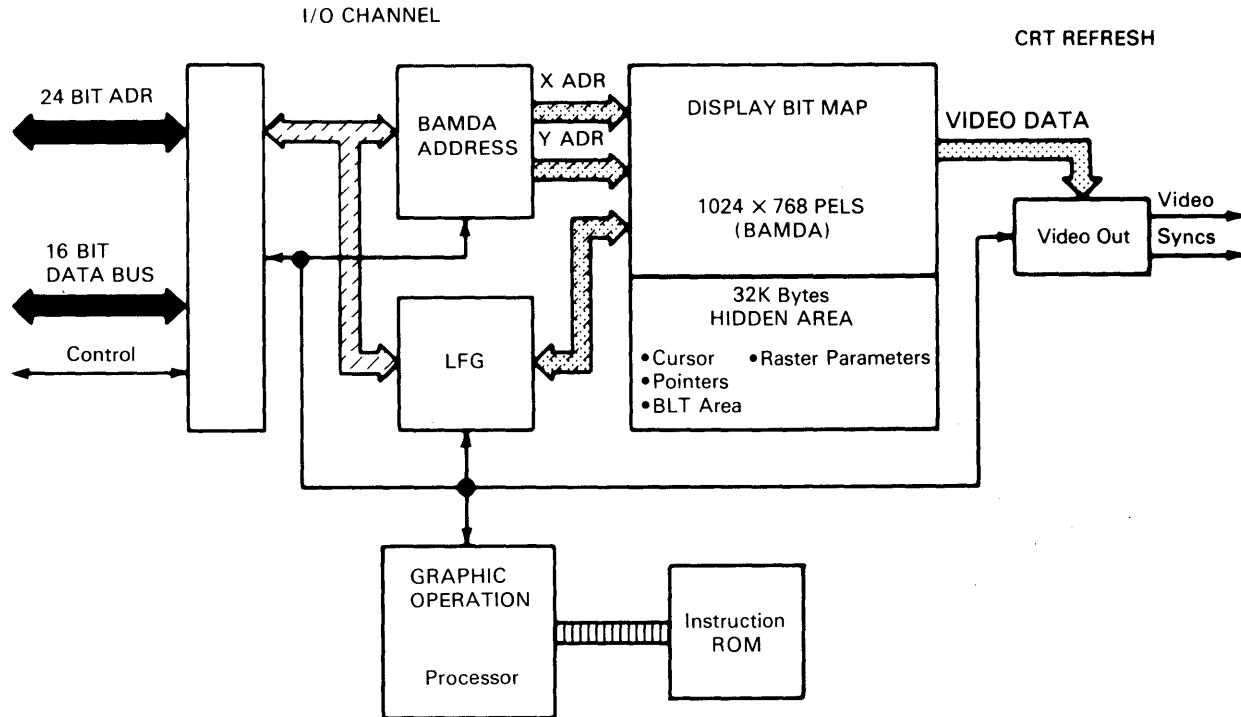 I/O CHANNEL
CRT REFRESH
24 BIT ADR
BAMDA
ADDRESS
X ADR
Y ADR
DISPLAY BIT MAP
1024 × 768 PELS
(BAMDA)
VIDEO DATA
Video Out
Video
Syncs
16 BIT
DATA BUS
Control
LFG
32K Bytes
HIDDEN AREA
•Cursor •Raster Parameters
•Pointers
•BLT Area
GRAPHIC
OPERATION
Processor
Instruction
ROM